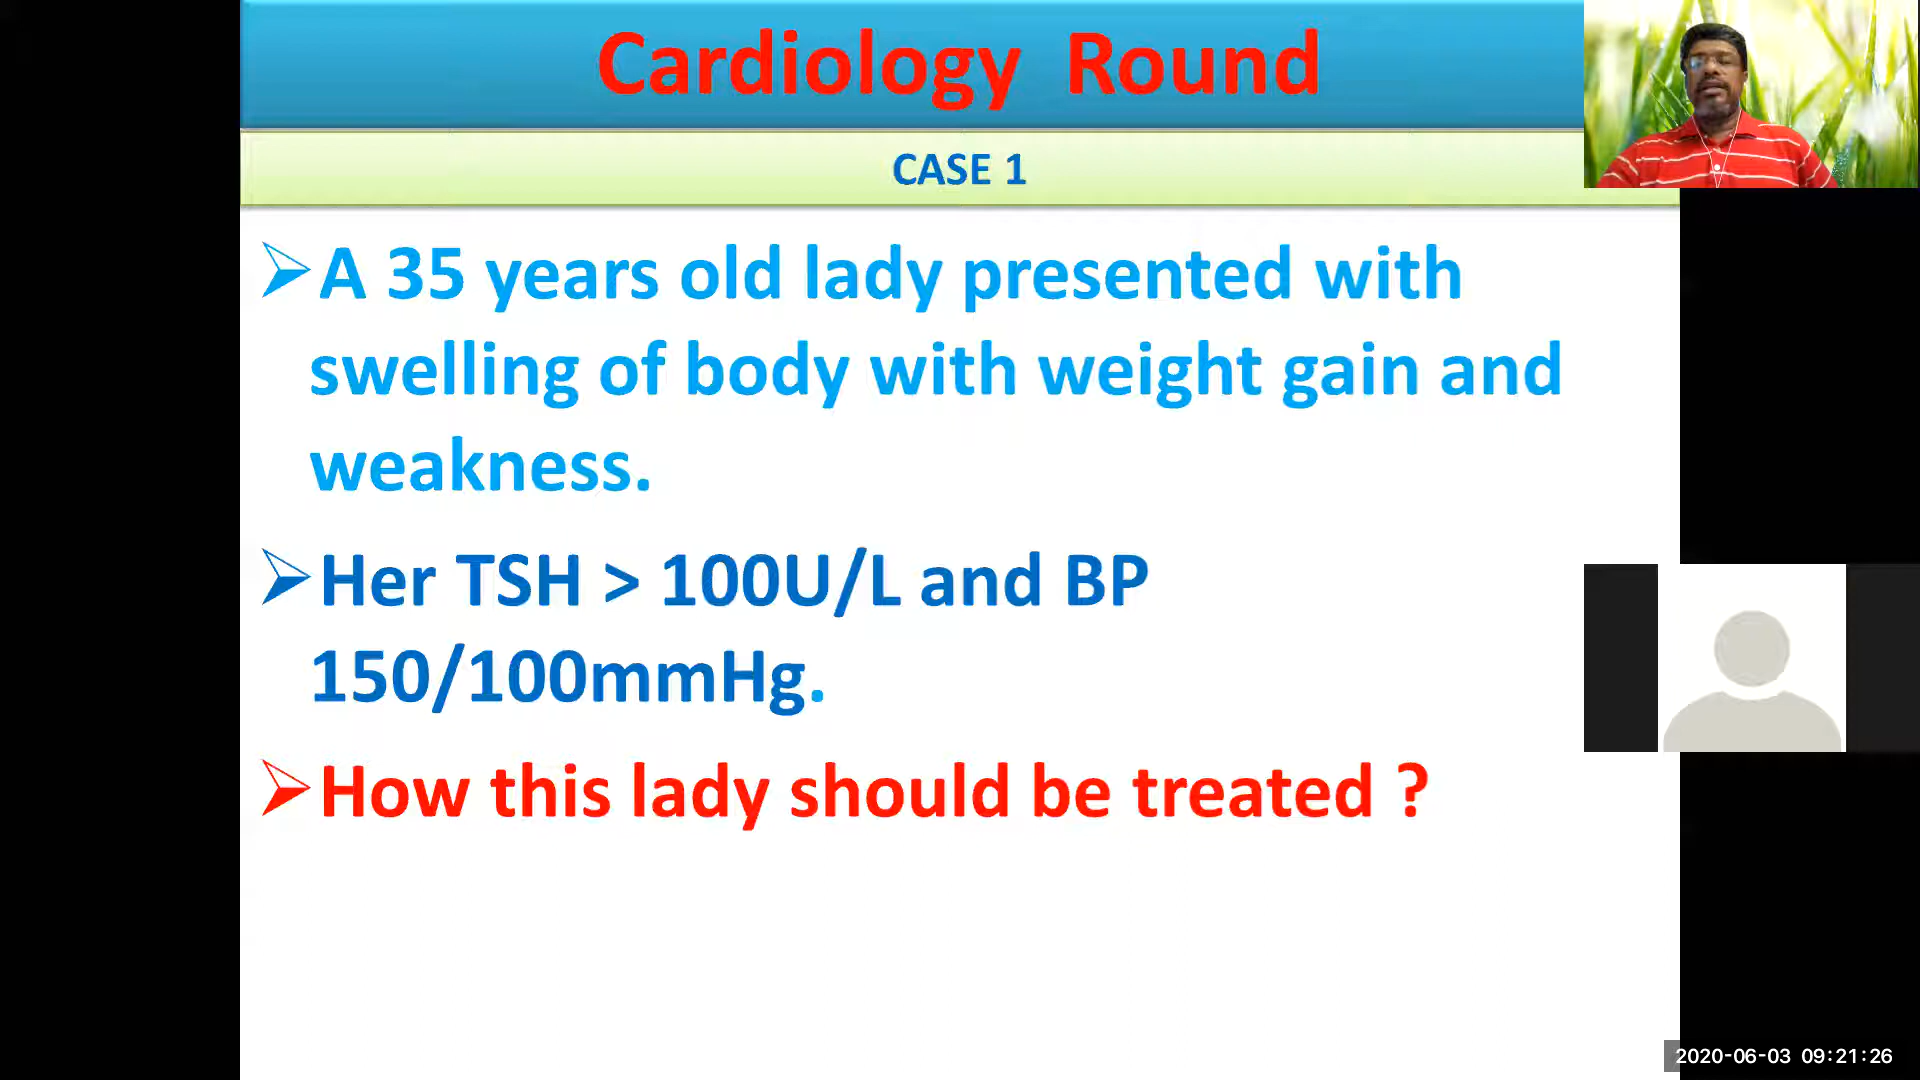 Cardiology Round
CASE 1
A 35 years old lady presented with
swelling of body with weight gain and
weakness.
Her TSH > 100U/L and BP
150/100mmHg.
How this lady should be treated ?
2020-06-03 09:21:26